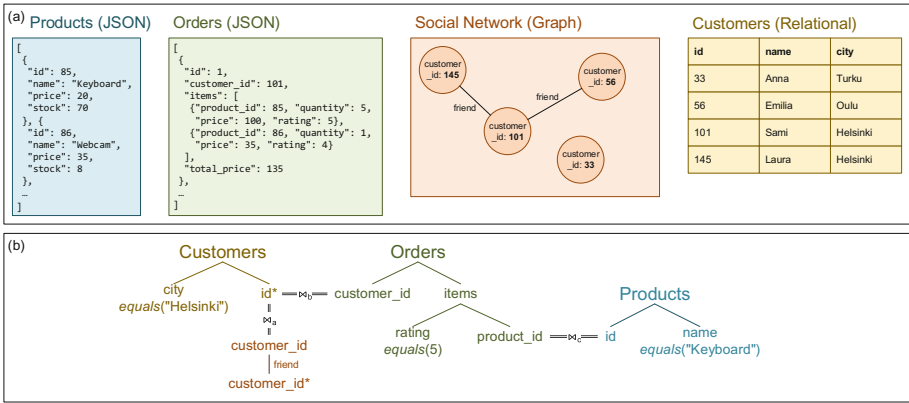 (a)
Products (JSON)
[
{
"id": 85,
"name": "Keyboard",
"price": 20,
"stock": 70
}, {
"id": 86,
"name": "Webcam",
"price": 35,
"stock": 8
},
…
]
Orders (JSON)
[
{
"id": 1,
"customer_id": 101,
"items": [
{"product_id": 85, "quantity": 5,
"price": 100, "rating": 5},
{"product_id": 86, "quantity": 1,
"price": 35, "rating": 4}
],
"total_price": 135
},
…
]
Social Network (Graph)
customer
_id: 145
friend
customer
_id: 101
friend
customer
_id: 56
customer
_id: 33
Customers (Relational)
id name city
33 Anna Turku
56 Emilia Oulu
101 Sami Helsinki
145 Laura Helsinki
(b)
Customers
Orders
city
equals("Helsinki")
id* ⋈b customer_id
items
Products
⋈a
customer_id
friend
customer_id*
rating
equals(5)
product_id ⋈c id
name
equals("Keyboard")